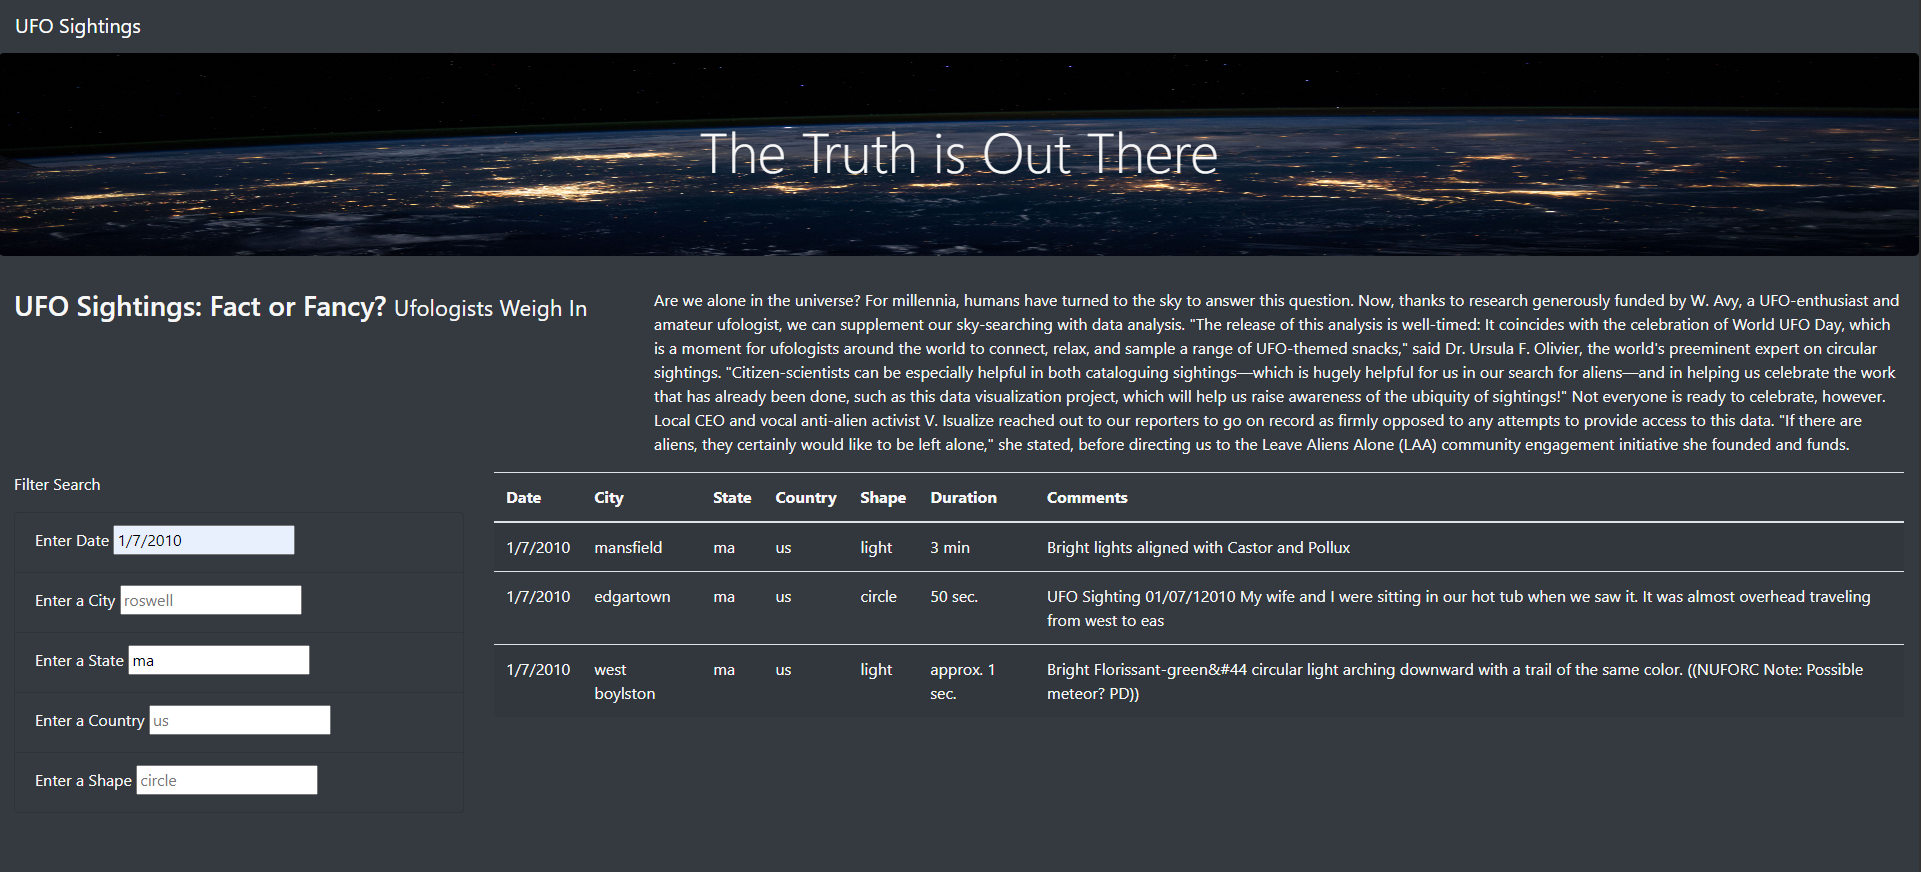 UFO Sightings
The Truth is Out There
UFO Sightings: Fact or Fancy? Ufologists Weigh In
Are we alone in the universe? For millennia, humans have turned to the sky to answer this question. Now, thanks to research generously funded by W. Avy, a UFO-enthusiast and
amateur ufologist, we can supplement our sky-searching with data analysis. "The release of this analysis is well-timed: It coincides with the celebration of World UFO Day, which
is a moment for ufologists around the world to connect, relax, and sample a range of UFO-themed snacks," said Dr. Ursula F. Olivier, the world's preeminent expert on circular
sightings. "Citizen-scientists can be especially helpful in both cataloguing sightings—which is hugely helpful for us in our search for aliens—and in helping us celebrate the work
that has already been done, such as this data visualization project, which will help us raise awareness of the ubiquity of sightings!" Not everyone is ready to celebrate, however.
Local CEO and vocal anti-alien activist V. Isualize reached out to our reporters to go on record as firmly opposed to any attempts to provide access to this data. "If there are
aliens, they certainly would like to be left alone," she stated, before directing us to the Leave Aliens Alone (LAA) community engagement initiative she founded and funds.
Filter Search
Enter Date 1/7/2010
Enter a City roswell
Enter a State ma
Enter a Country us
Enter a Shape circle
Date City State Country Shape Duration Comments
1/7/2010 mansfield ma us light 3 min Bright lights aligned with Castor and Pollux
1/7/2010 edgartown ma us circle 50 sec. UFO Sighting 01/07/12010 My wife and I were sitting in our hot tub when we saw it. It was almost overhead traveling
from west to eas
1/7/2010 west ma us light approx. 1 Bright Florissant-green&#44 circular light arching downward with a trail of the same color. ((NUFORC Note: Possible
boylston sec. meteor? PD))